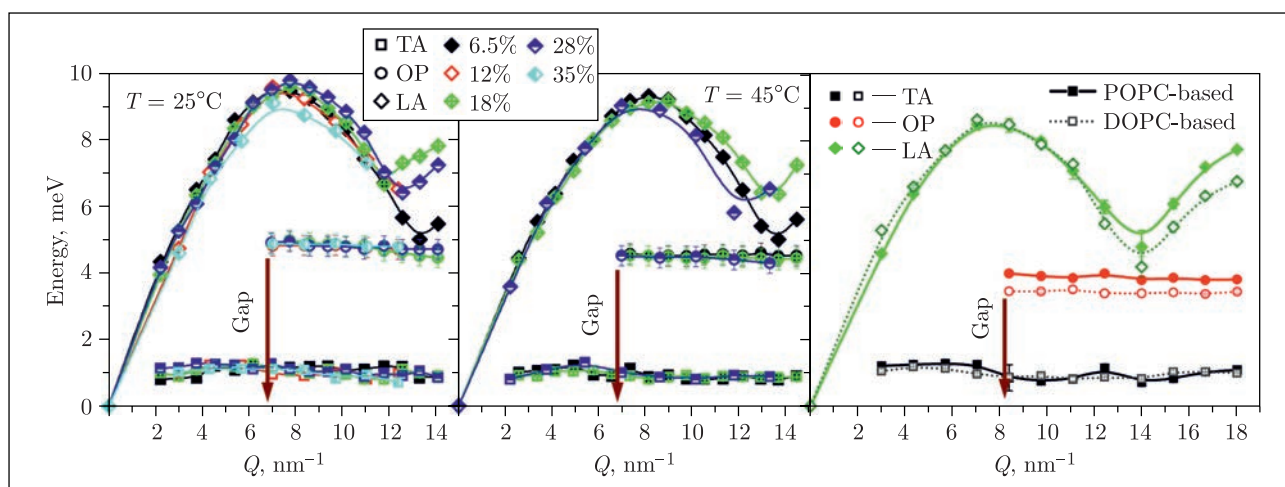 TA 6.5% 28%
OP 12% 35%
LA 18%
Energy, meV
10
8
6
4
2
0
T = 25°C
Gap
2 4 6 8 10 12 14
Q, nm⁻¹
T = 45°C
Gap
0 2 4 6 8 10 12 14
Q, nm⁻¹
TA
OP
LA
POPC-based
DOPC-based
Gap
0 2 4 6 8 10 12 14 16 18
Q, nm⁻¹